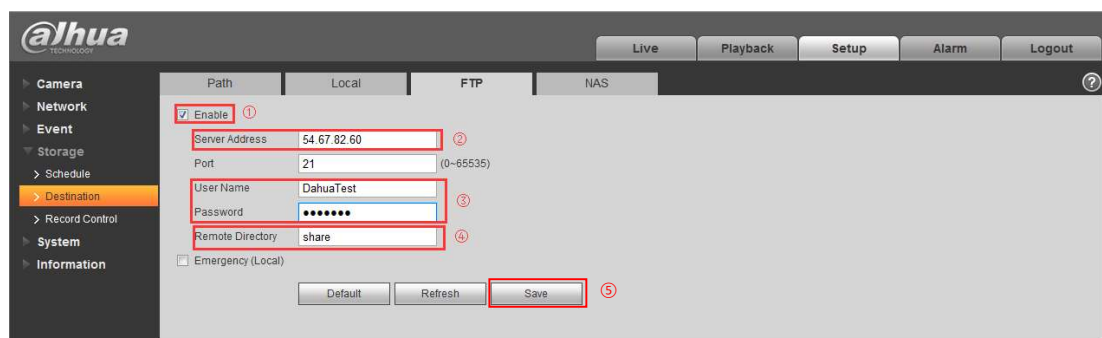 alhua
TECHNOLOGY
Live Playback Setup Alarm Logout
Camera
Network
Event
Storage
Schedule
Destination
Record Control
System
Information
Path Local FTP NAS
?
Enable ①
Server Address 54.67.82.60 ②
Port 21 (0~65535)
User Name DahuaTest
③
Password ●●●●●●●
Remote Directory share ④
Emergency (Local)
Default Refresh Save ⑤